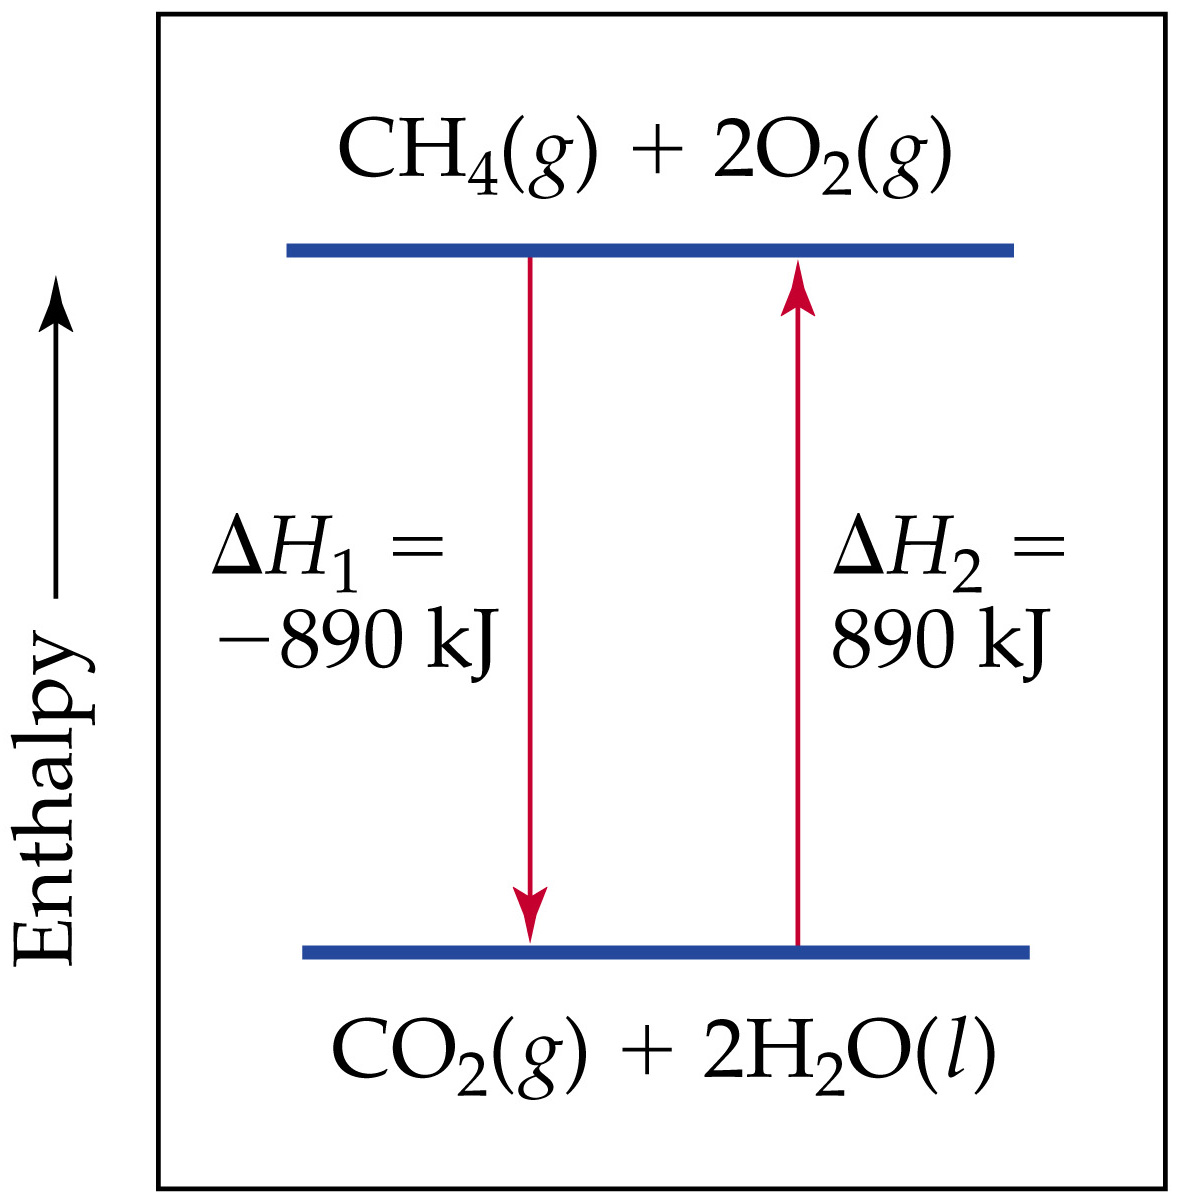 CH₄(g) + 2O₂(g)
Enthalpy
ΔH₁ =
−890 kJ
ΔH₂ =
890 kJ
CO₂(g) + 2H₂O(l)